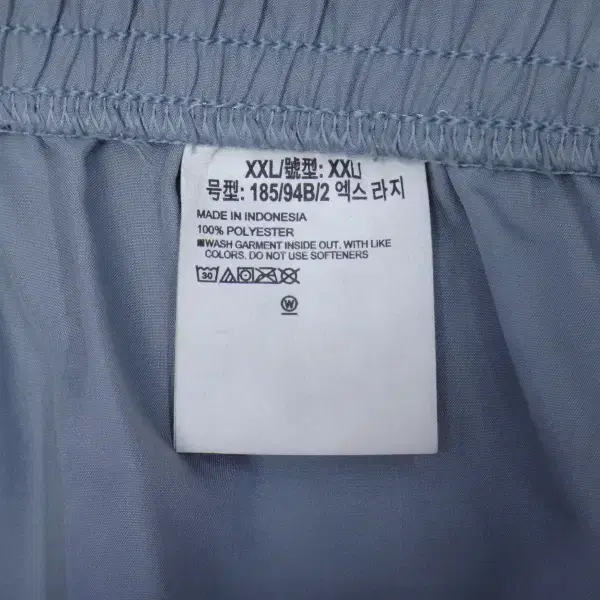 XXL/號型: XXL
号型: 185/94B/2 엑스 라지
MADE IN INDONESIA
100% POLYESTER
WASH GARMENT INSIDE OUT. WITH LIKE
COLORS. DO NOT USE SOFTENERS
30
W